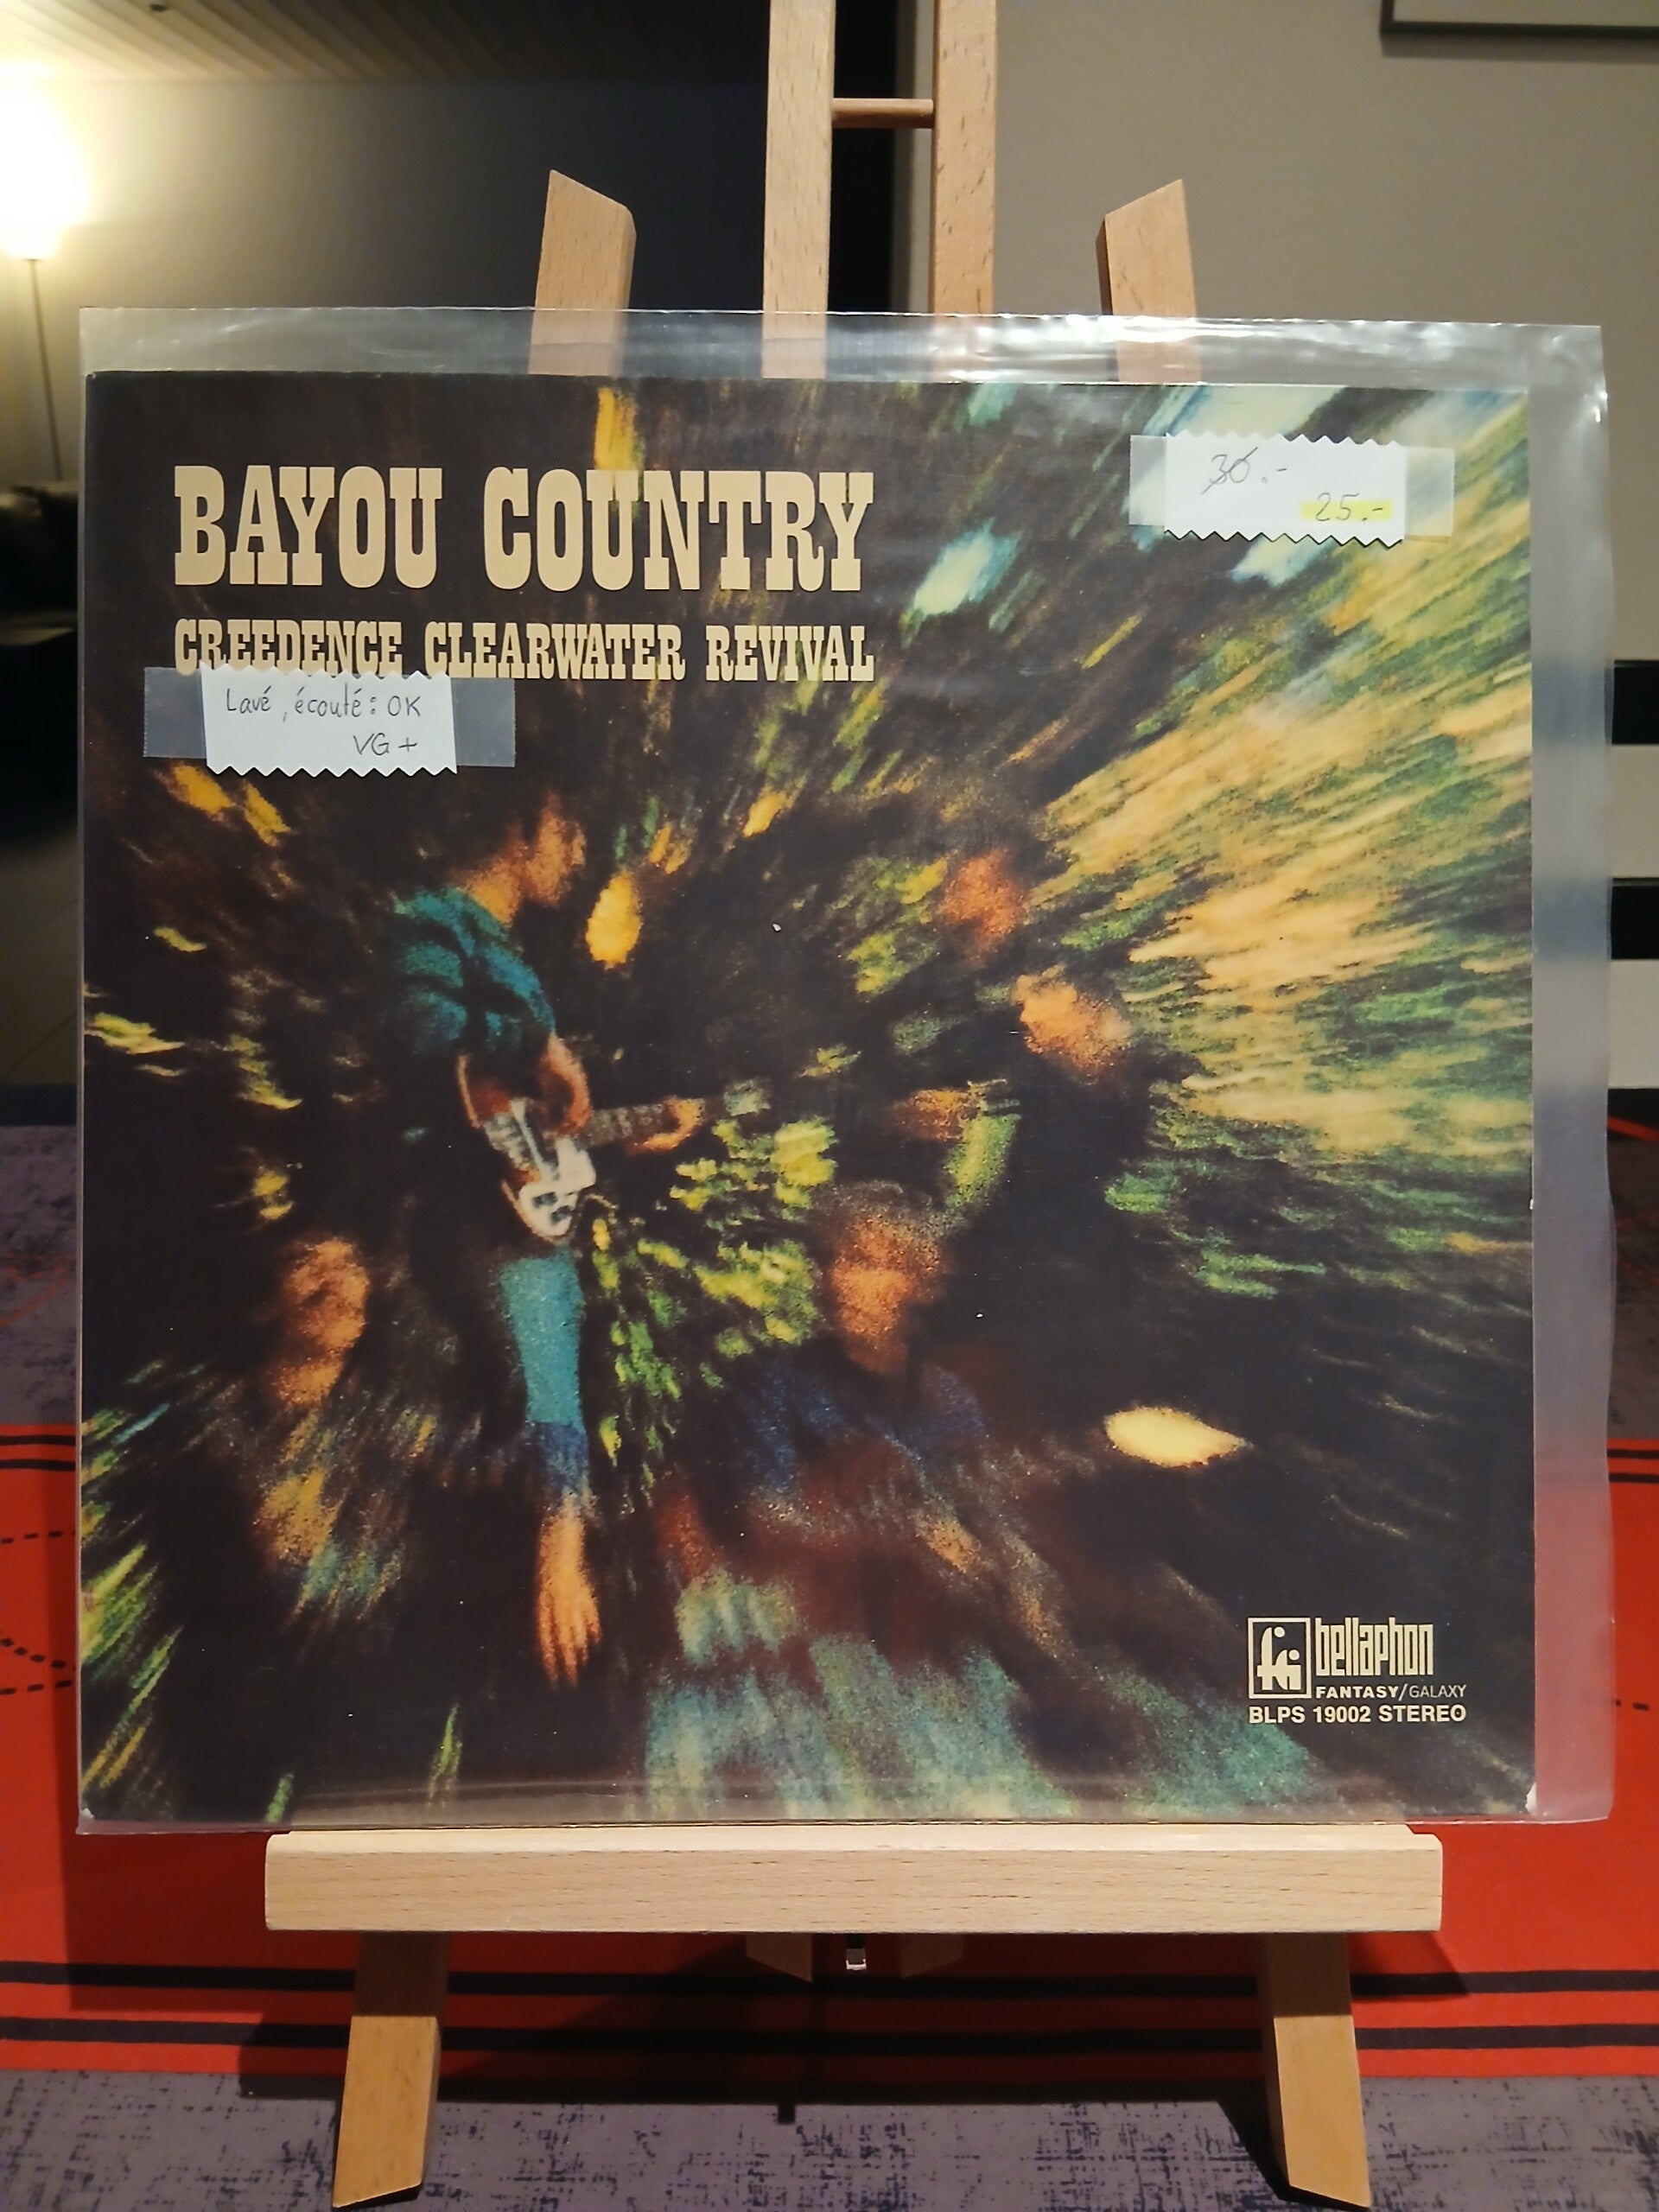 BAYOU COUNTRY
CREEDENCE CLEARWATER REVIVAL
30.-
25.-
Lavé, écouté: OK
VG+
bellaphon
FANTASY/GALAXY
BLPS 19002 STEREO